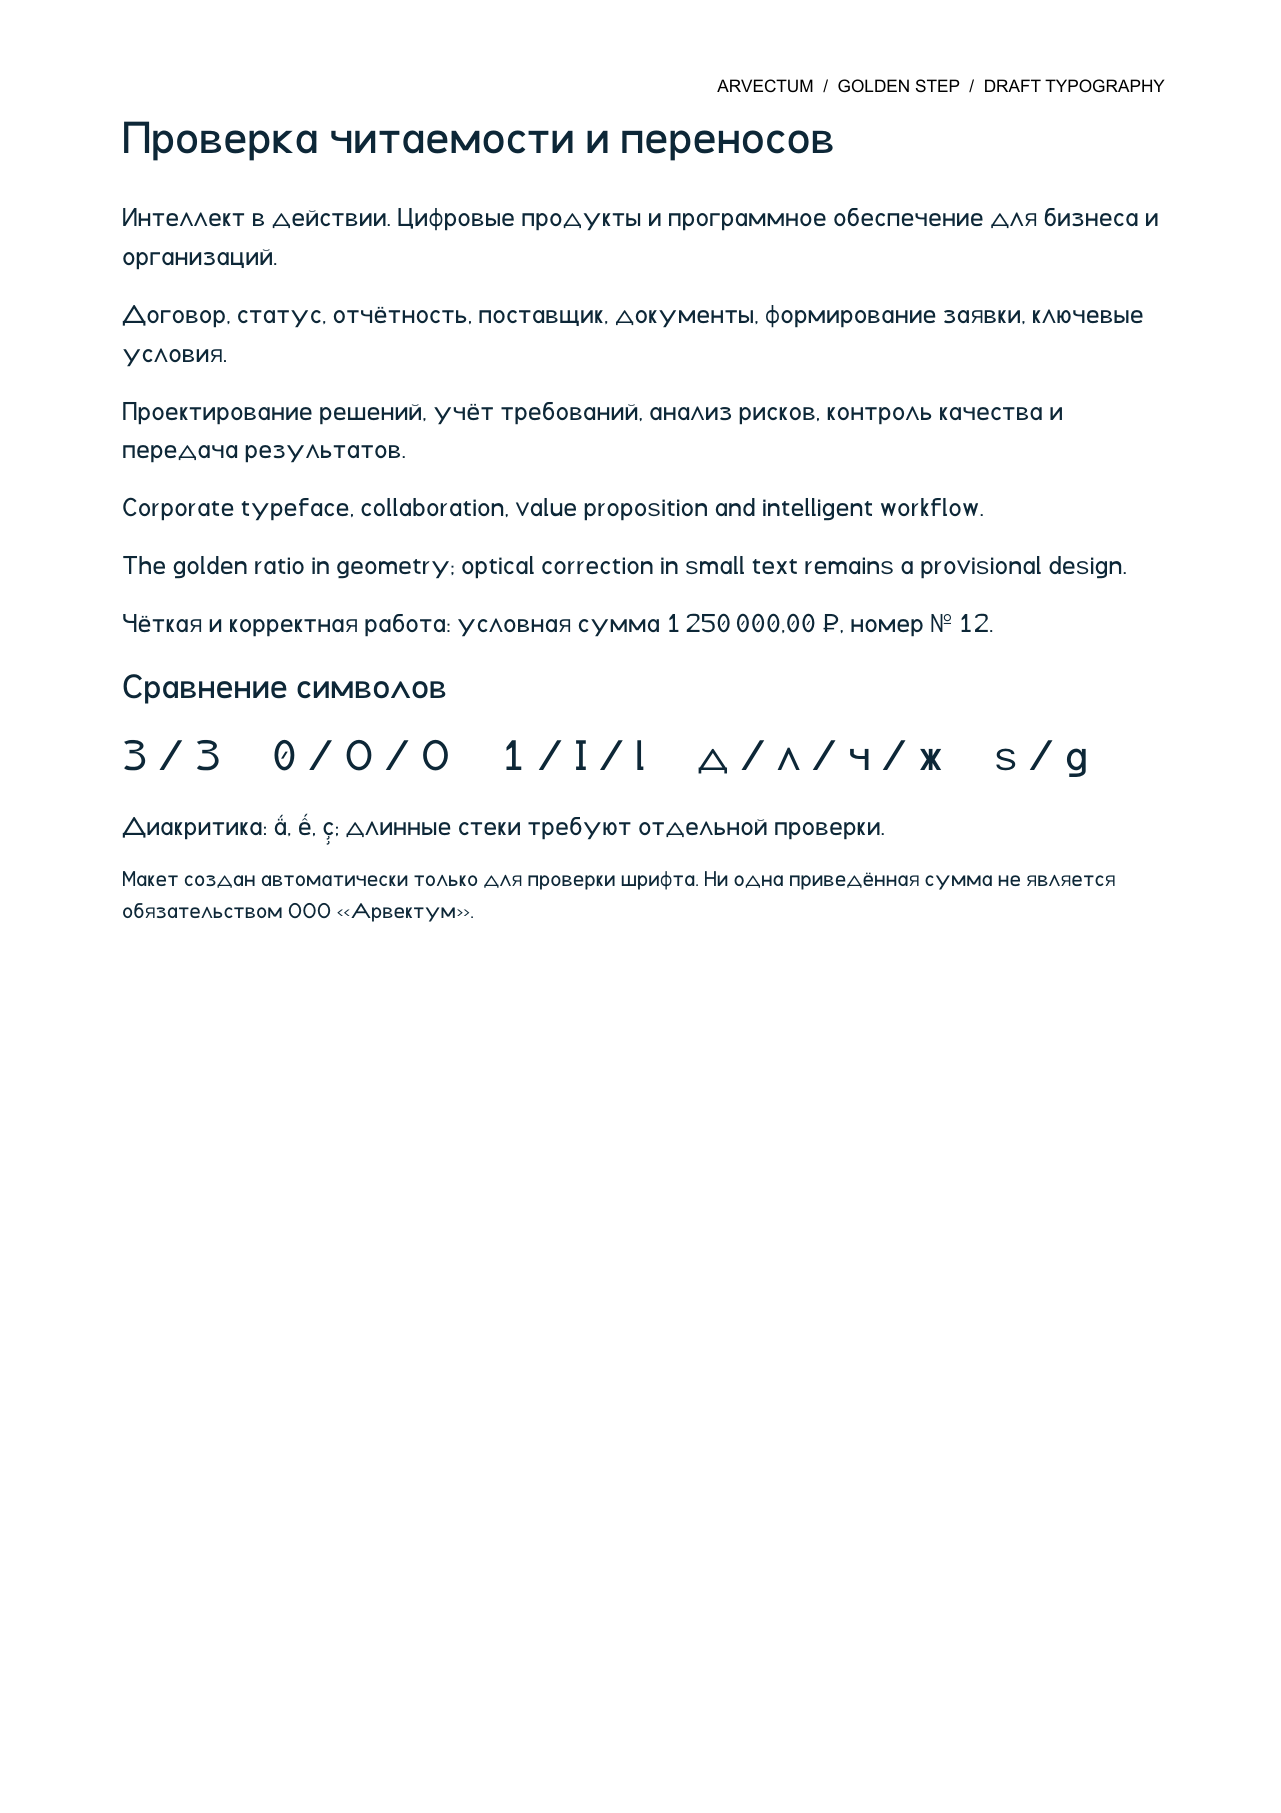 ARVECTUM / GOLDEN STEP / DRAFT TYPOGRAPHY
Проверка читаемости и переносов
Интеллект в действии. Цифровые продукты и программное обеспечение для бизнеса и
организаций.
Договор, статус, отчётность, поставщик, документы, формирование заявки, ключевые
условия.
Проектирование решений, учёт требований, анализ рисков, контроль качества и
передача результатов.
Corporate typeface, collaboration, value proposition and intelligent workflow.
The golden ratio in geometry; optical correction in small text remains a provisional design.
Чёткая и корректная работа: условная сумма 1 250 000,00 ₽, номер № 12.
Сравнение символов
З / 3 0 / O / О 1 / I / l д / л / ч / ж s / g
Диакритика: ǻ, ế, ç̦; длинные стеки требуют отдельной проверки.
Макет создан автоматически только для проверки шрифта. Ни одна приведённая сумма не является
обязательством ООО «Арвектум».